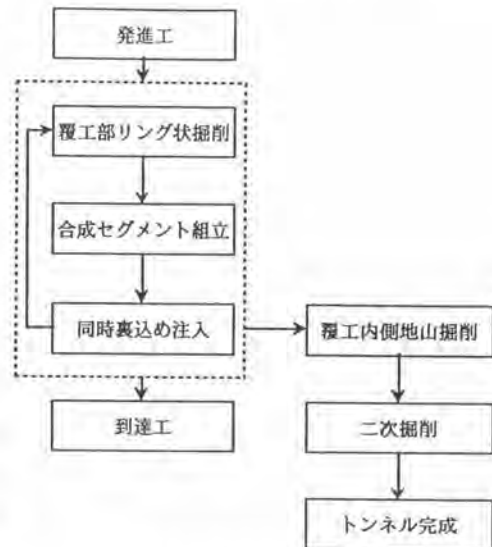 発進工
覆工部リング状掘削
合成セグメント組立
同時裏込め注入
覆工内側地山掘削
到達工
二次掘削
トンネル完成